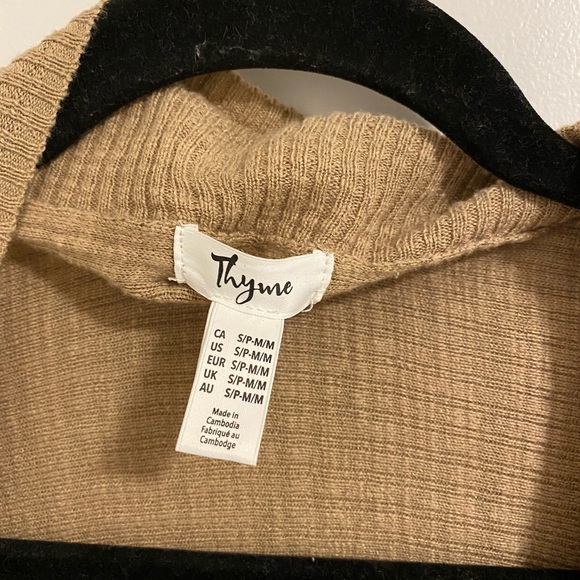 Thyme
CA S/P-M/M
US S/P-M/M
EUR S/P-M/M
UK S/P-M/M
AU S/P-M/M
Made in
Cambodia
Fabriqué au
Cambodge